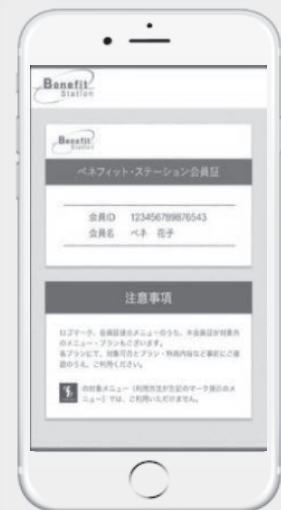 Benefit
Station
Benefit
Station
ベネフィット・ステーション会員証
会員ID 123456789876543
会員名 ベネ 花子
注意事項
ロゴマーク、会員証提示メニューのうち、本会員証が対象外
のメニュー・プランもございます。
各プランにて、対象可否とプラン・特典内容など事前にご確
認のうえ、ご利用ください。
の対象メニュー（利用方法が左記のマーク提示のメ
ニュー）では、ご利用いただけません。